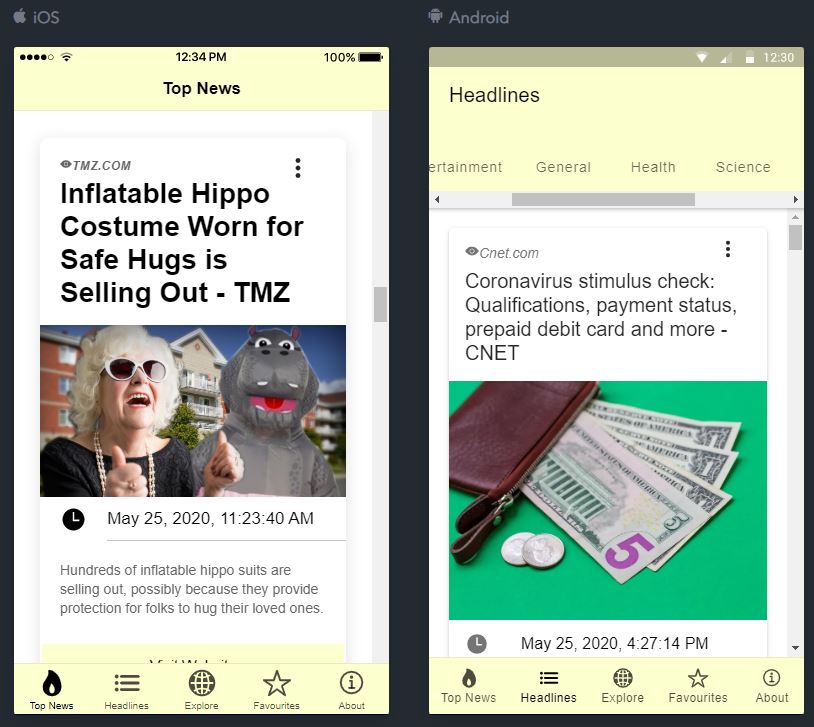 iOS
12:34 PM
100%
Top News
TMZ.COM
Inflatable Hippo
Costume Worn for
Safe Hugs is
Selling Out - TMZ
May 25, 2020, 11:23:40 AM
Hundreds of inflatable hippo suits are
selling out, possibly because they provide
protection for folks to hug their loved ones.
Top News Headlines Explore Favourites About
Android
12:30
Headlines
ertainment General Health Science
Cnet.com
Coronavirus stimulus check:
Qualifications, payment status,
prepaid debit card and more -
CNET
5
May 25, 2020, 4:27:14 PM
Top News Headlines Explore Favourites About